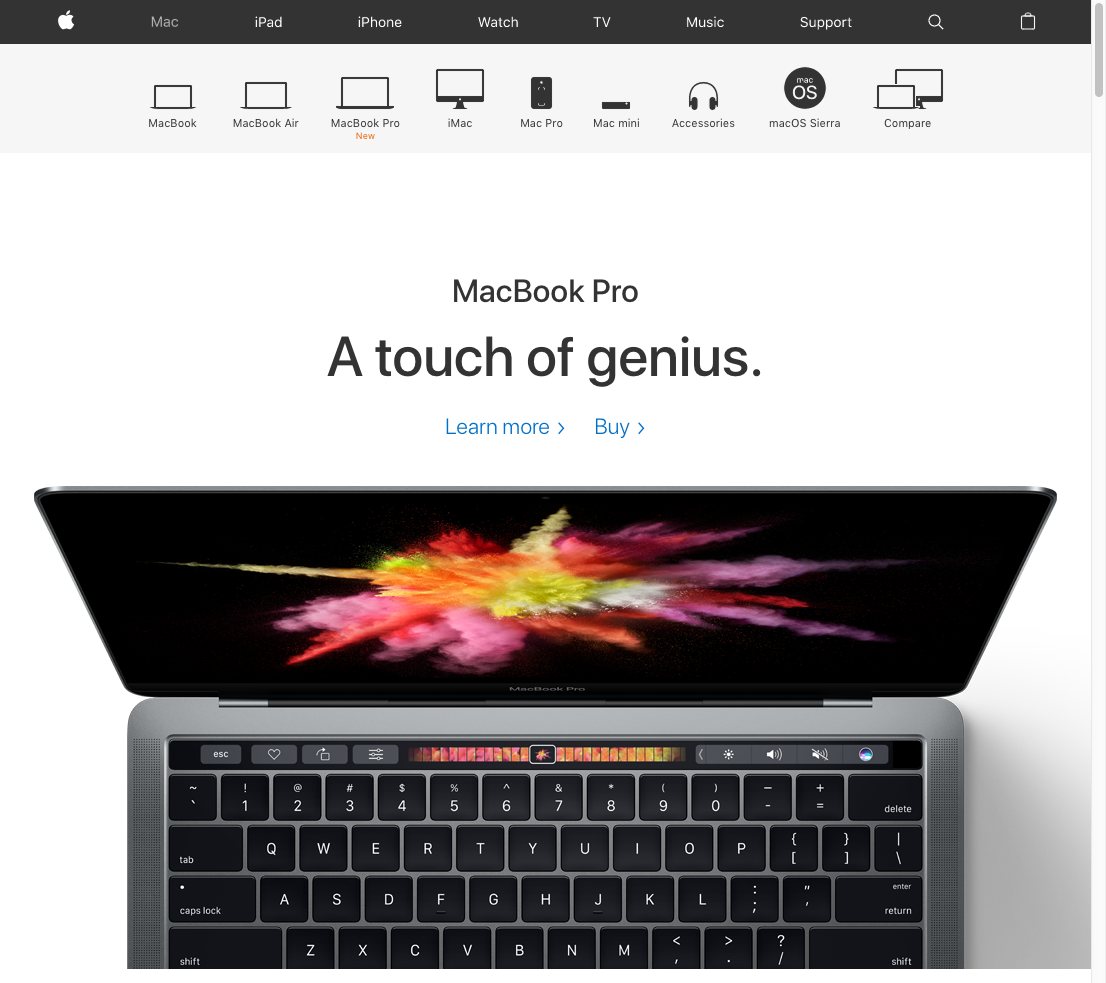 Mac iPad iPhone Watch TV Music Support
mac
OS
MacBook MacBook Air MacBook Pro iMac Mac Pro Mac mini Accessories macOS Sierra Compare
New
MacBook Pro
A touch of genius.
Learn more › Buy ›
MacBook Pro
esc
~ ! @ # $ % ^ & * ( ) – +
` 1 2 3 4 5 6 7 8 9 0 - = delete
tab Q W E R T Y U I O P { [ } ] | \
caps lock A S D F G H J K L : ; " ' enter return
shift Z X C V B N M < , > . ? / shift